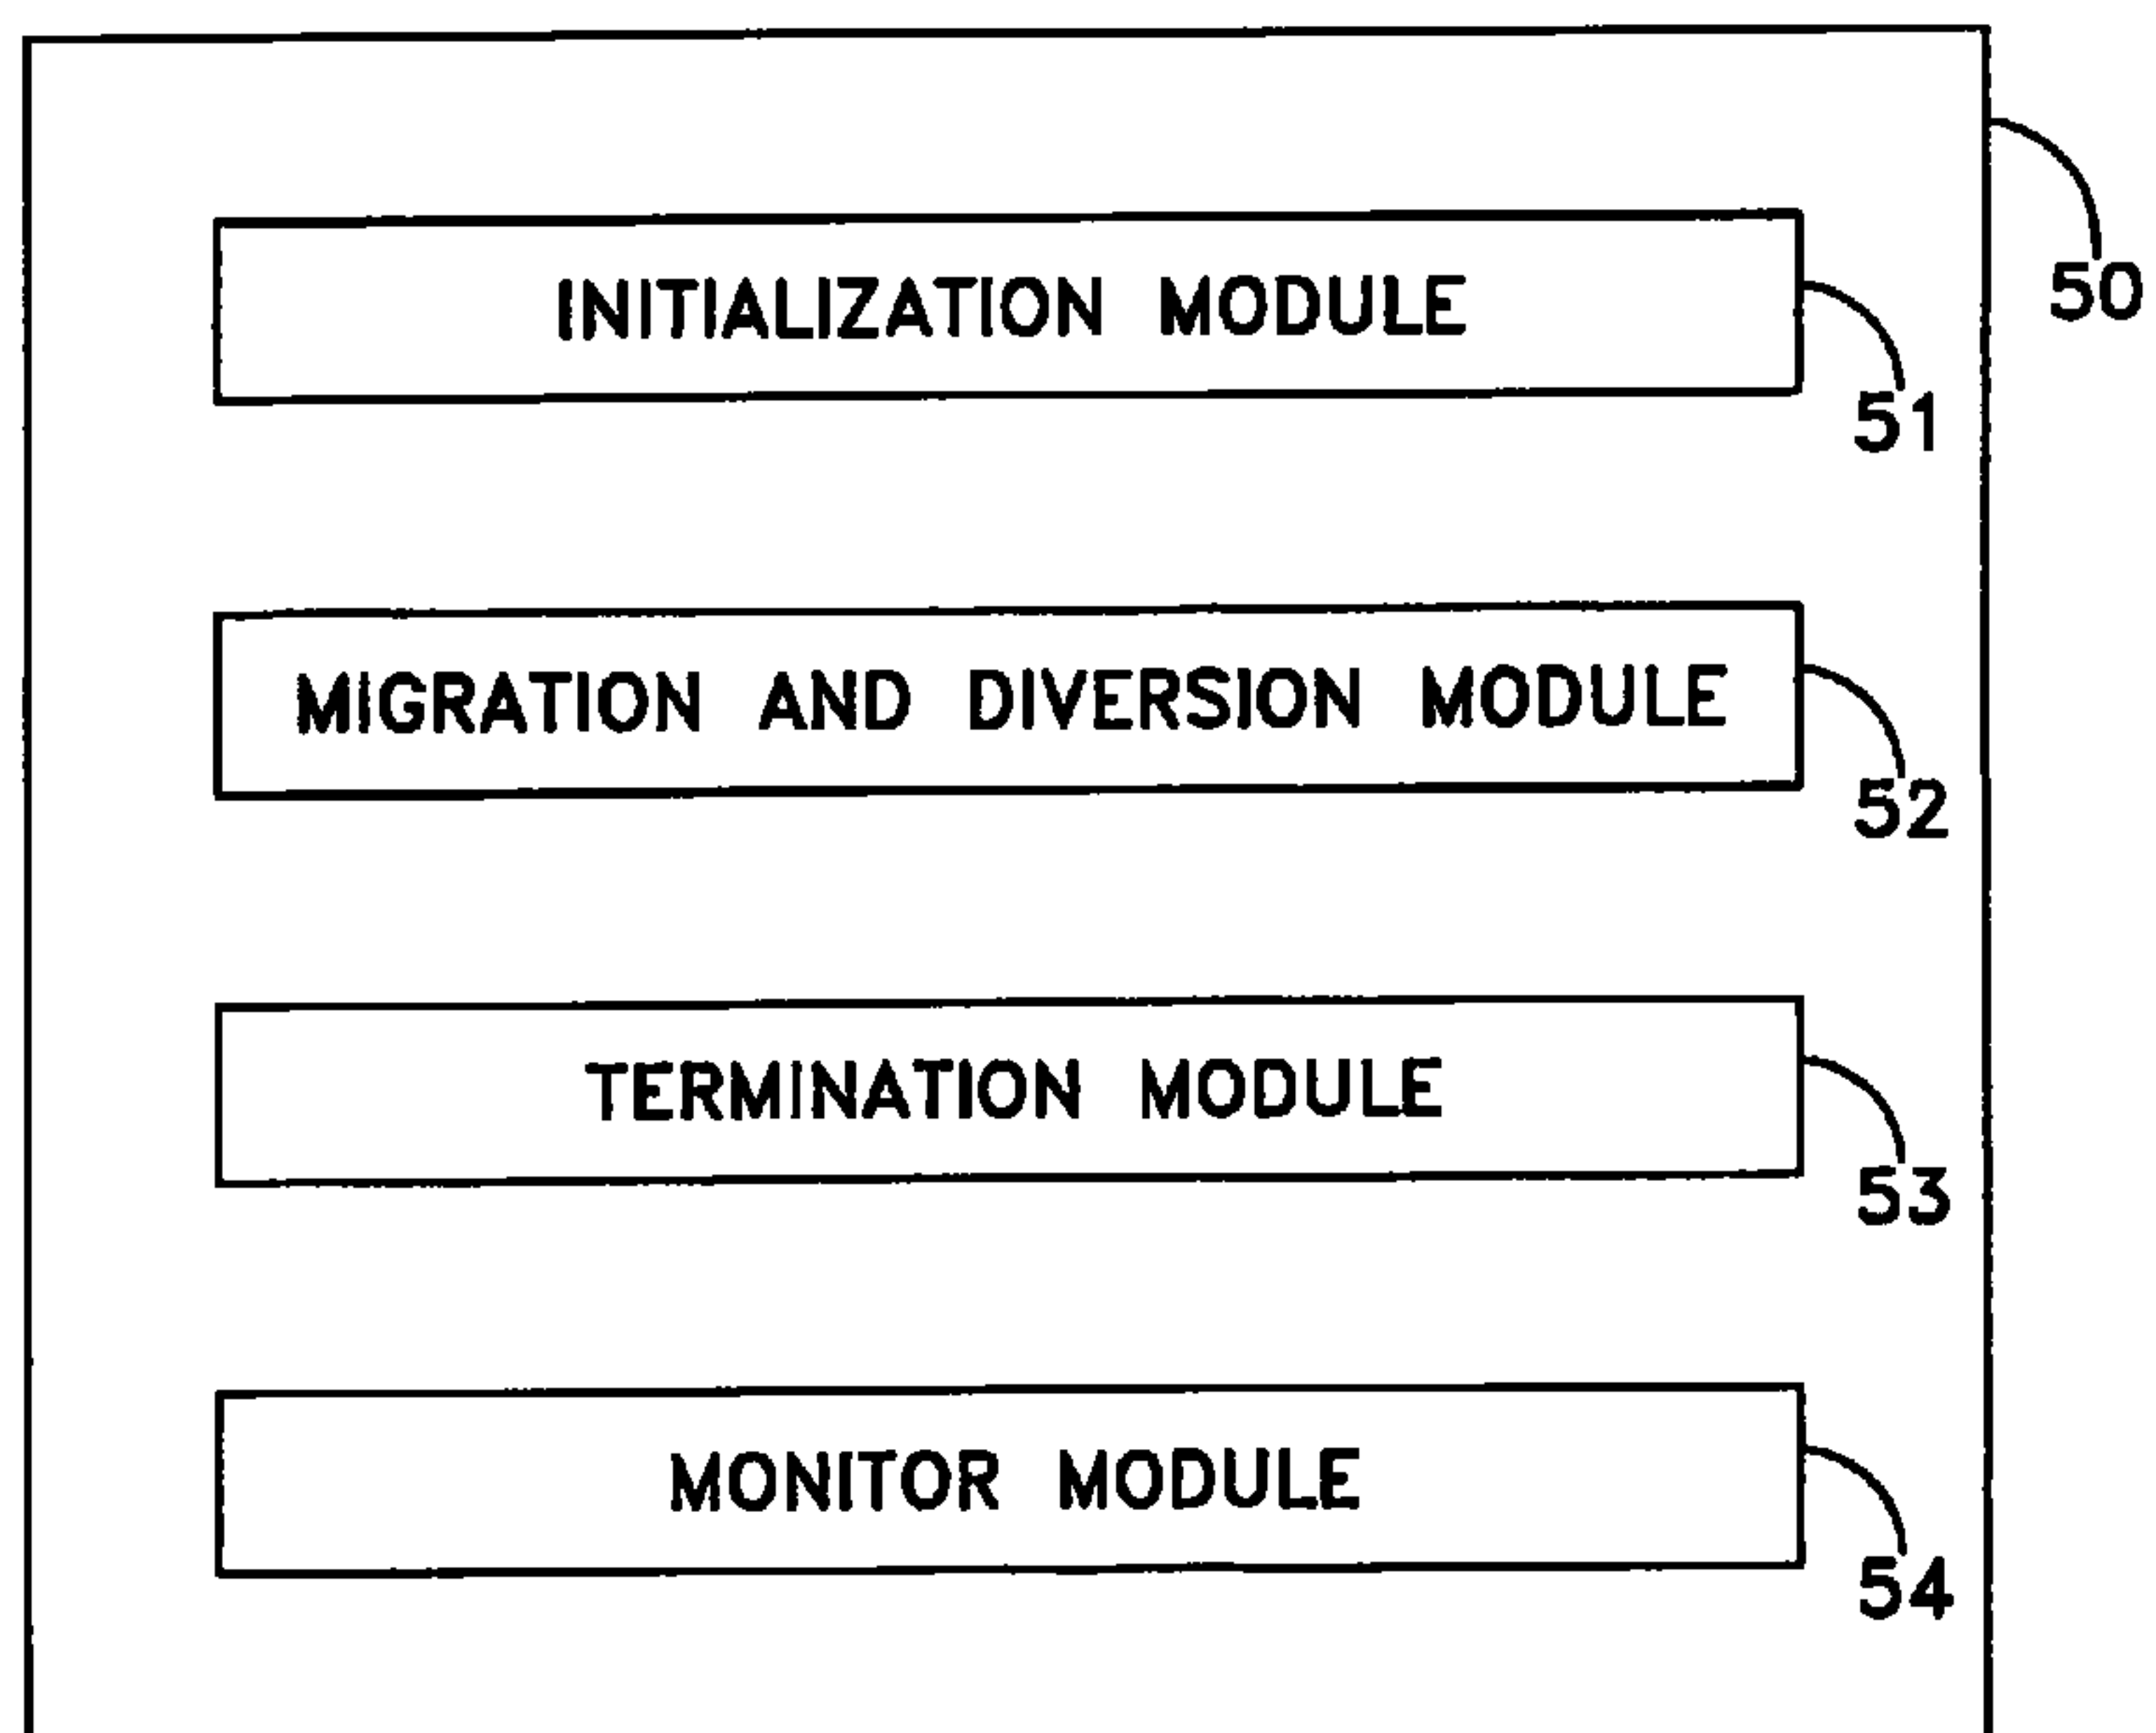 INITIALIZATION MODULE
50
51
MIGRATION AND DIVERSION MODULE
52
TERMINATION MODULE
53
MONITOR MODULE
54